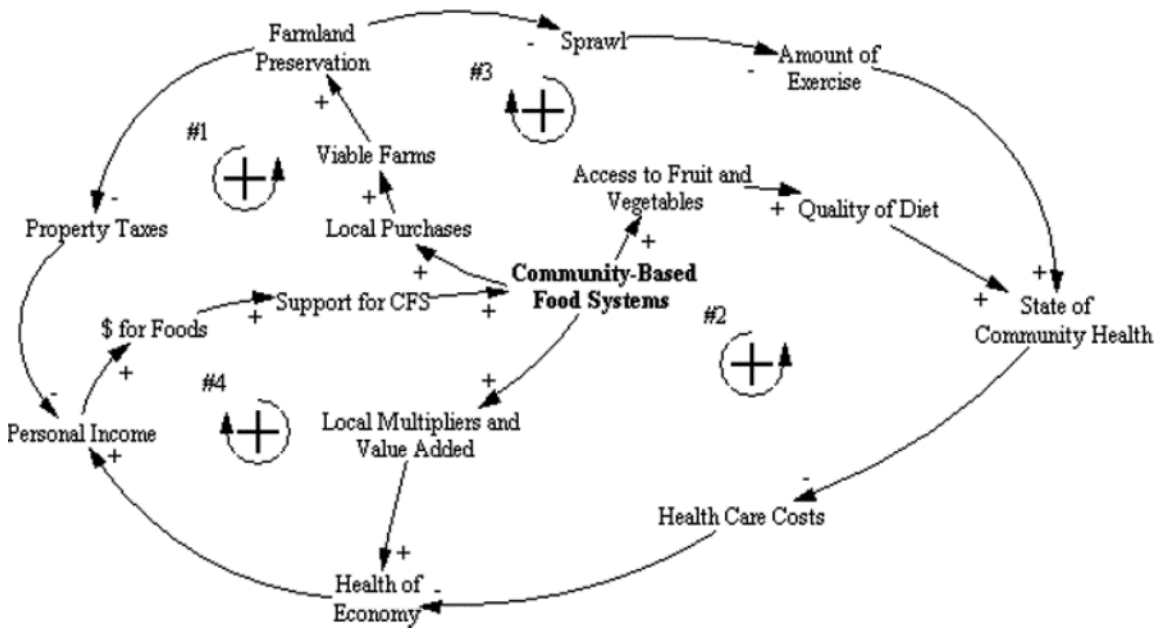 Farmland
Preservation
-
Sprawl
Amount of
Exercise
-
#3
+
+
#1
+
Viable Farms
Access to Fruit and
Vegetables
+
+
-
+
Quality of Diet
Property Taxes
Local Purchases
+
+
Community-Based
Food Systems
+
+
Support for CFS
+
+
State of
Community Health
$ for Foods
#2
+
+
#4
+
+
-
Personal Income
+
Local Multipliers and
Value Added
-
Health Care Costs
+
Health of
Economy
-